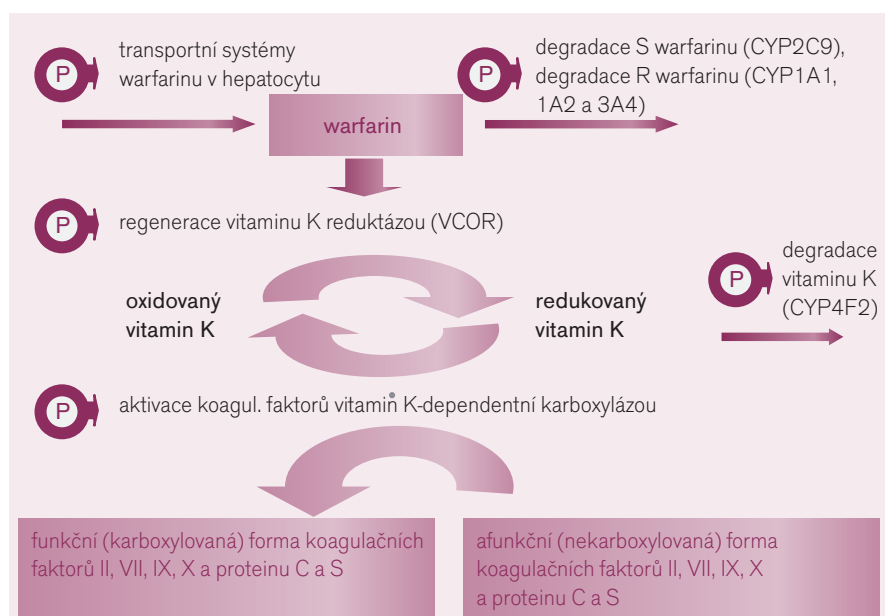 P
transportní systémy
warfarinu v hepatocytu
P
degradace S warfarinu (CYP2C9),
degradace R warfarinu (CYP1A1,
1A2 a 3A4)
warfarin
P
regenerace vitaminu K reduktázou (VCOR)
P
degradace
vitaminu K
(CYP4F2)
oxidovaný
vitamin K
redukovaný
vitamin K
P
aktivace koagul. faktorů vitamin K-dependentní karboxylázou
funkční (karboxylovaná) forma koagulačních
faktorů II, VII, IX, X a proteinu C a S
afunkční (nekarboxylovaná) forma
koagulačních faktorů II, VII, IX, X
a proteinu C a S